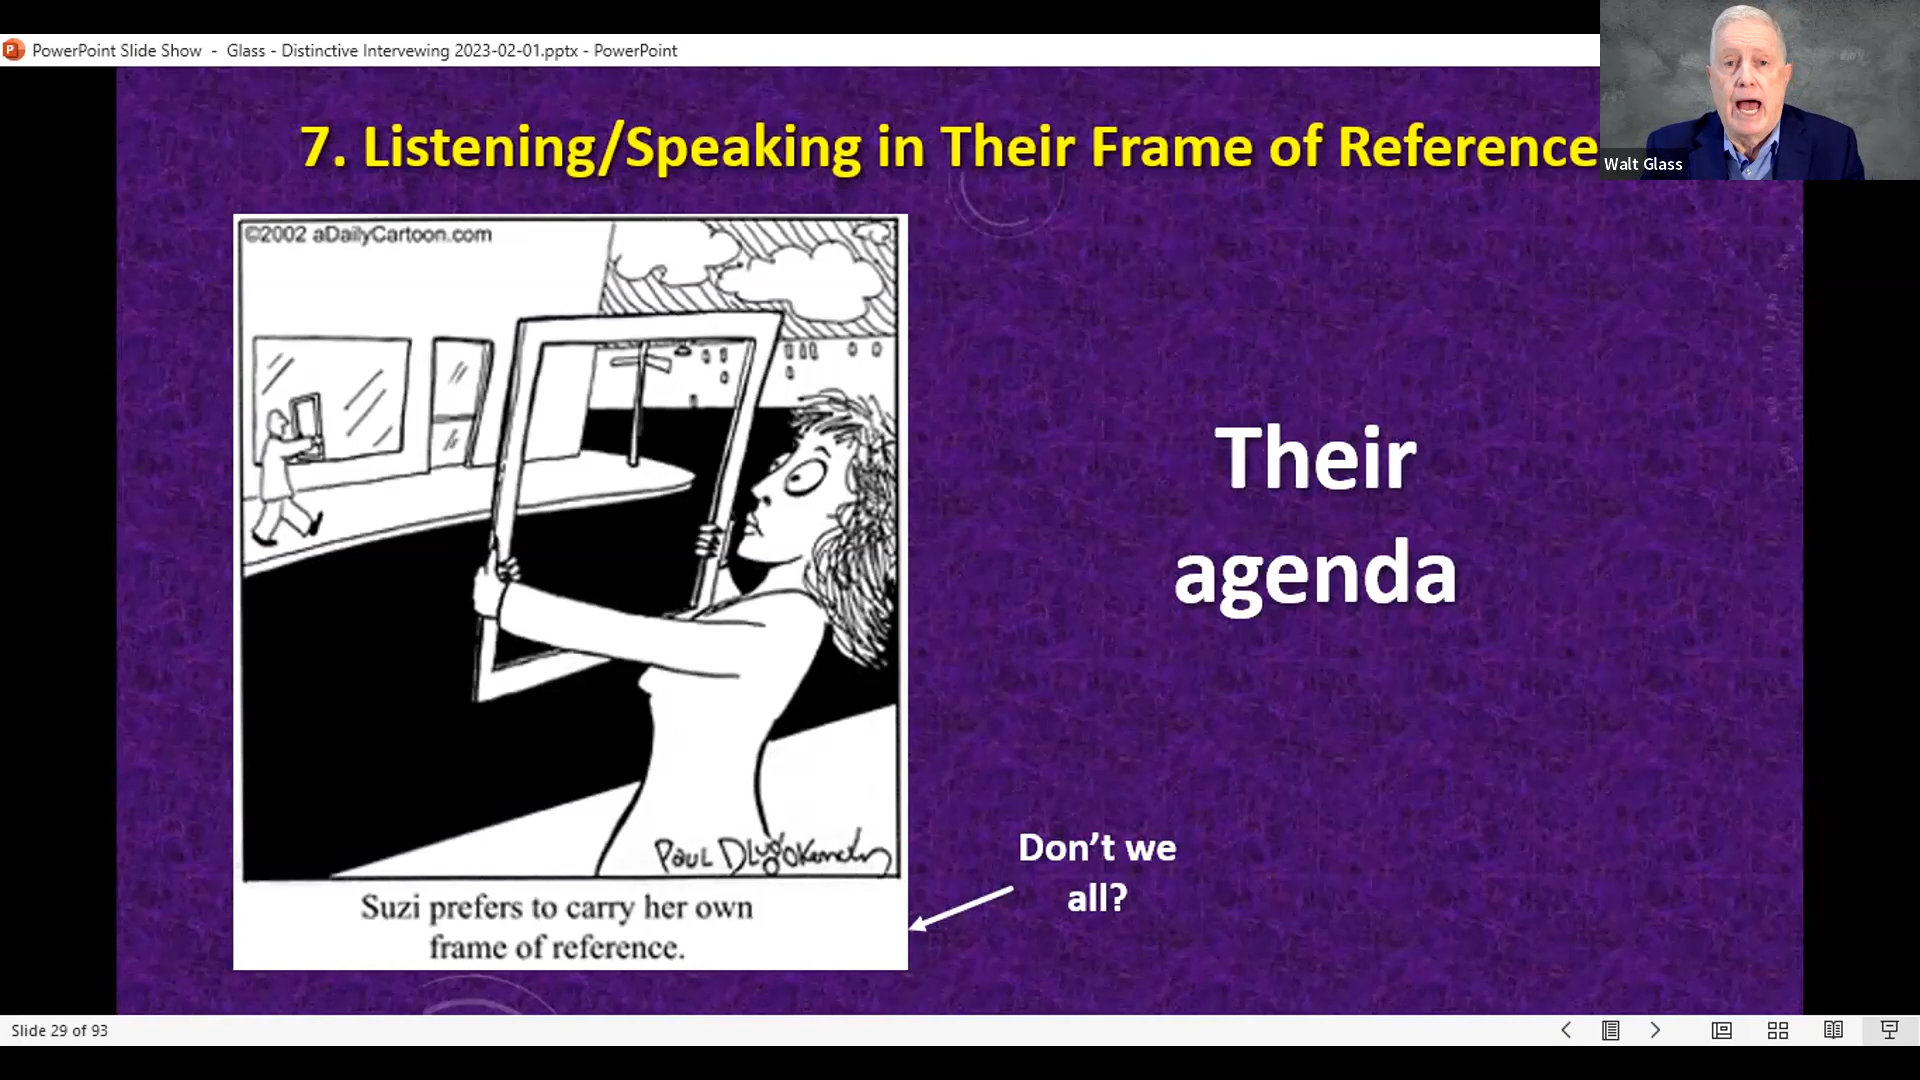 PowerPoint Slide Show - Glass - Distinctive Intervewing 2023-02-01.pptx - PowerPoint
Walt Glass
7. Listening/Speaking in Their Frame of Reference
©2002 aDailyCartoon.com
Their
agenda
Paul
Don't we
all?
Suzi prefers to carry her own
frame of reference.
Slide 29 of 93